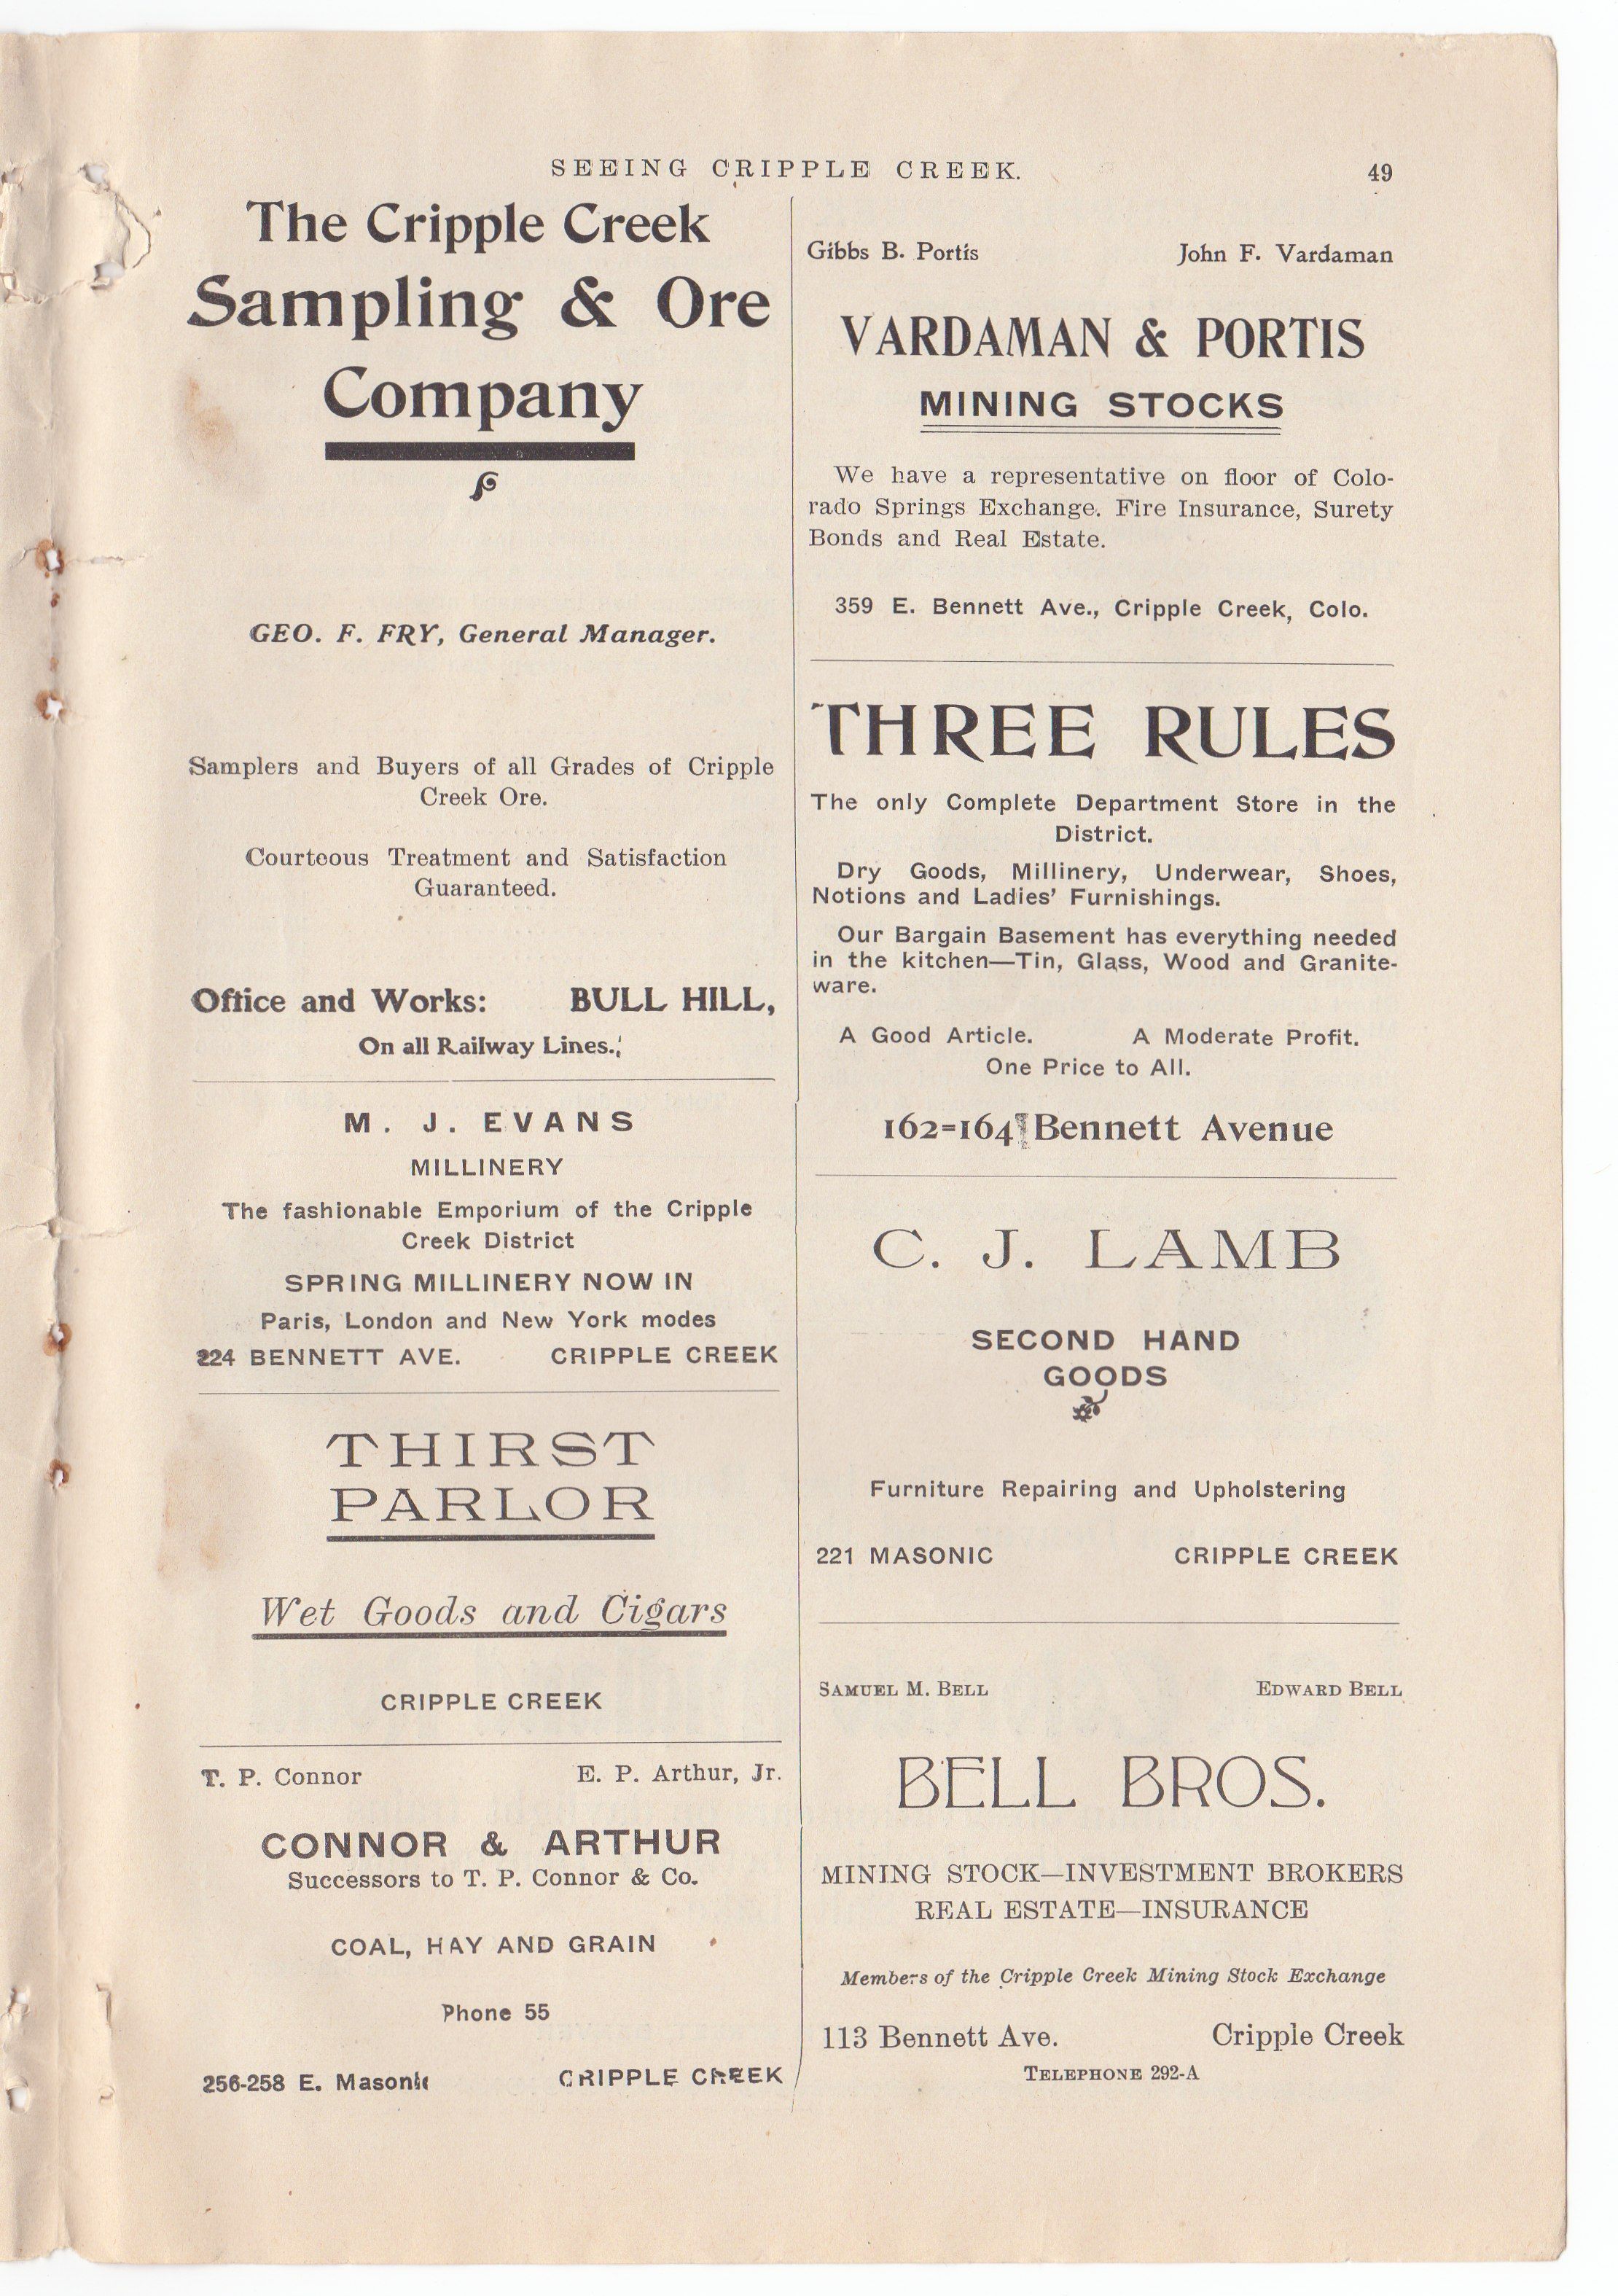 SEEING CRIPPLE CREEK.
49
The Cripple Creek
Sampling & Ore
Company
GEO. F. FRY, General Manager.
Samplers and Buyers of all Grades of Cripple
Creek Ore.
Courteous Treatment and Satisfaction
Guaranteed.
Office and Works: BULL HILL,
On all Railway Lines.
M. J. EVANS
MILLINERY
The fashionable Emporium of the Cripple
Creek District
SPRING MILLINERY NOW IN
Paris, London and New York modes
224 BENNETT AVE. CRIPPLE CREEK
THIRST
PARLOR
Wet Goods and Cigars
CRIPPLE CREEK
T. P. Connor E. P. Arthur, Jr.
CONNOR & ARTHUR
Successors to T. P. Connor & Co.
COAL, HAY AND GRAIN
Phone 55
256-258 E. Masonic CRIPPLE CREEK
Gibbs B. Portis John F. Vardaman
VARDAMAN & PORTIS
MINING STOCKS
We have a representative on floor of Colo-
rado Springs Exchange. Fire Insurance, Surety
Bonds and Real Estate.
359 E. Bennett Ave., Cripple Creek, Colo.
THREE RULES
The only Complete Department Store in the
District.
Dry Goods, Millinery, Underwear, Shoes,
Notions and Ladies' Furnishings.
Our Bargain Basement has everything needed
in the kitchen—Tin, Glass, Wood and Granite-
ware.
A Good Article. A Moderate Profit.
One Price to All.
162=164 Bennett Avenue
C. J. LAMB
SECOND HAND
GOODS
Furniture Repairing and Upholstering
221 MASONIC CRIPPLE CREEK
SAMUEL M. BELL EDWARD BELL
BELL BROS.
MINING STOCK—INVESTMENT BROKERS
REAL ESTATE—INSURANCE
Members of the Cripple Creek Mining Stock Exchange
113 Bennett Ave. Cripple Creek
TELEPHONE 292-A